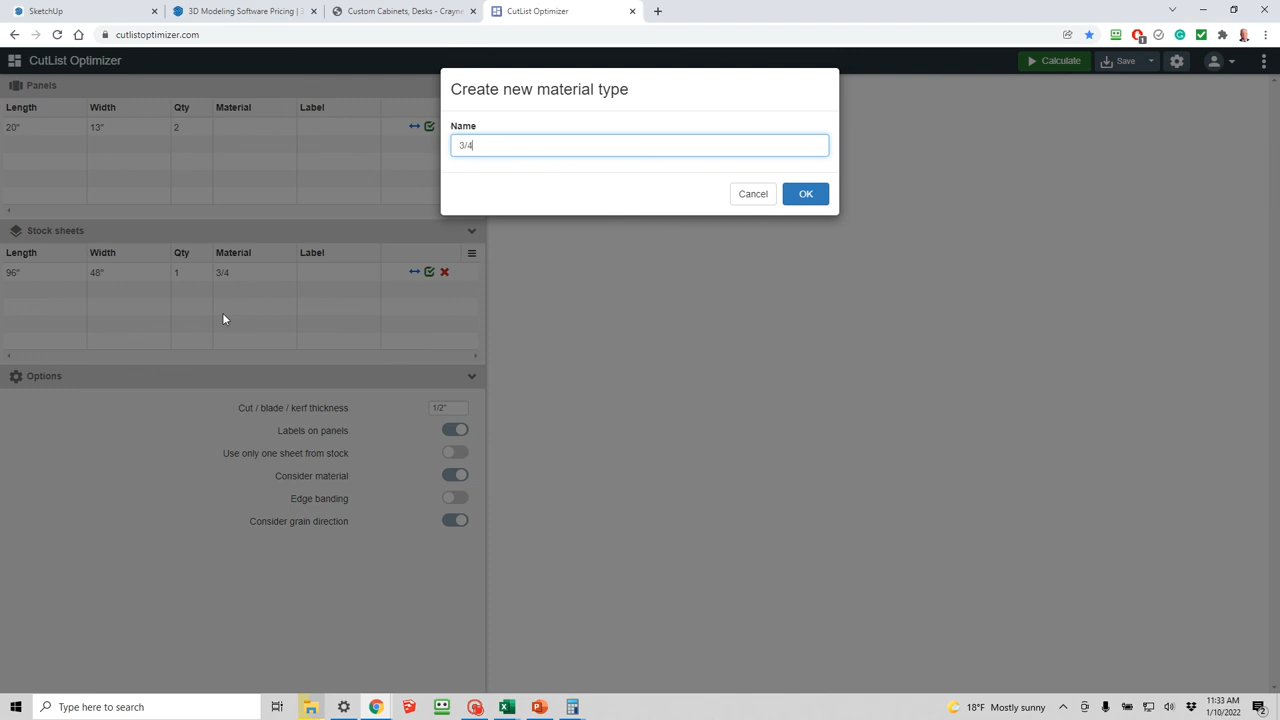 SketchUp
3D Modeling Software Pricing | 3
Custom Cabinets, Desks - Crayne
CutList Optimizer
cutlistoptimizer.com
1
CutList Optimizer
Calculate
Save
Panels
Length Width Qty Material Label
20" 13" 2
Create new material type
Name
3/4
Cancel OK
Stock sheets
Length Width Qty Material Label
96" 48" 1 3/4
Options
Cut / blade / kerf thickness 1/2"
Labels on panels
Use only one sheet from stock
Consider material
Edge banding
Consider grain direction
Type here to search
18°F Mostly sunny
11:33 AM
1/10/2022